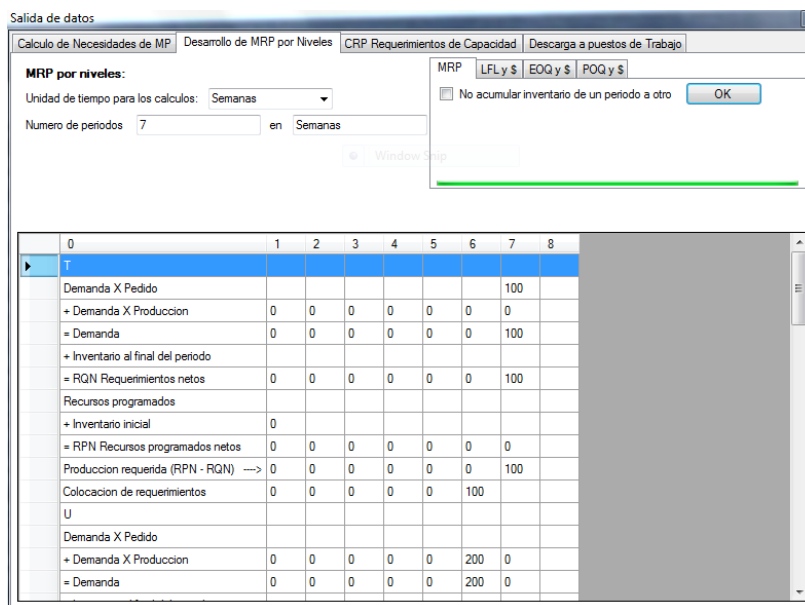 Salida de datos
Calculo de Necesidades de MP Desarrollo de MRP por Niveles CRP Requerimientos de Capacidad Descarga a puestos de Trabajo
MRP por niveles:
Unidad de tiempo para los calculos: Semanas
Numero de periodos 7 en Semanas
MRP LFL y $ EOQ y $ POQ y $
No acumular inventario de un periodo a otro OK
Window Snip
0 1 2 3 4 5 6 7 8
T
Demanda X Pedido 100
+ Demanda X Produccion 0 0 0 0 0 0 0
= Demanda 0 0 0 0 0 0 100
+ Inventario al final del periodo
= RQN Requerimientos netos 0 0 0 0 0 0 100
Recursos programados
+ Inventario inicial 0
= RPN Recursos programados netos 0 0 0 0 0 0 0
Produccion requerida (RPN - RQN) ----> 0 0 0 0 0 0 100
Colocacion de requerimientos 0 0 0 0 0 100
U
Demanda X Pedido
+ Demanda X Produccion 0 0 0 0 0 200 0
= Demanda 0 0 0 0 0 200 0